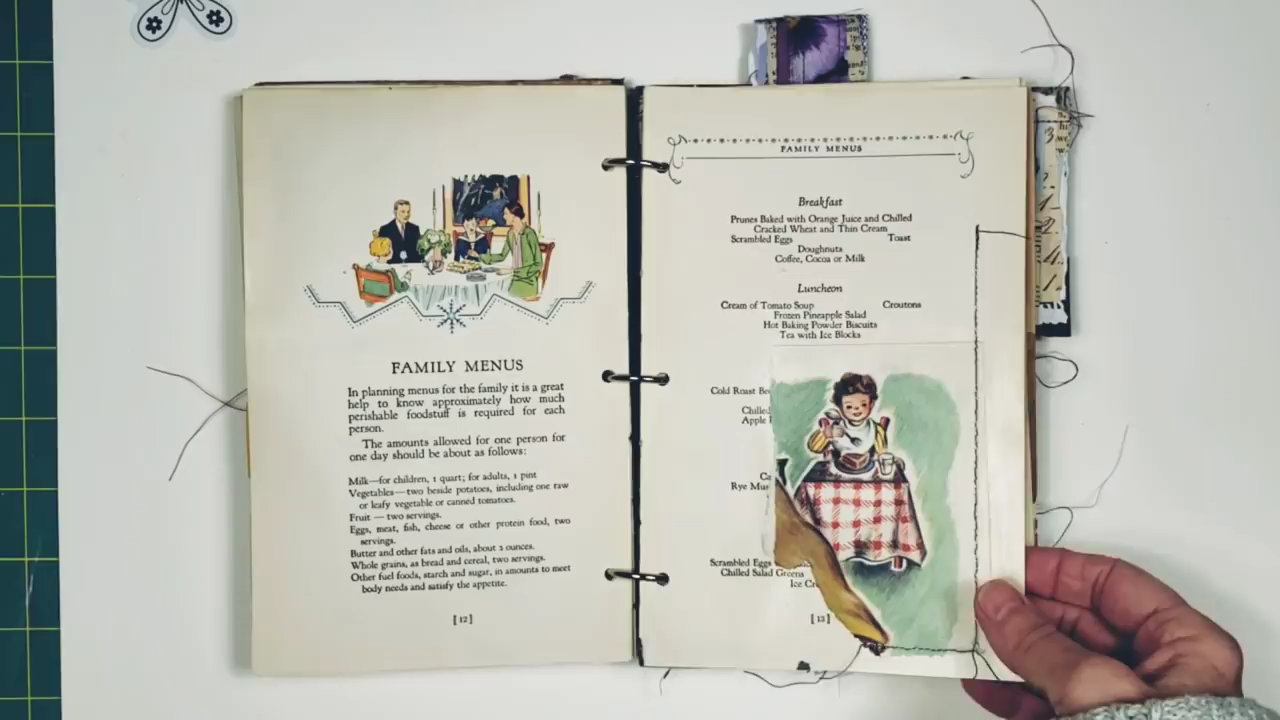 FAMILY MENUS
In planning menus for the family it is a great
help to know approximately how much
perishable foodstuff is required for each
person.
The amounts allowed for one person for
one day should be about as follows:
Milk—for children, 1 quart; for adults, 1 pint
Vegetables—two beside potatoes, including one raw
or leafy vegetable or canned tomatoes.
Fruit — two servings.
Eggs, meat, fish, cheese or other protein food, two
servings.
Butter and other fats and oils, about 2 ounces.
Whole grains, as bread and cereal, two servings.
Other fuel foods, starch and sugar, in amounts to meet
body needs and satisfy the appetite.
[12]
FAMILY MENUS
Breakfast
Prunes Baked with Orange Juice and Chilled
Cracked Wheat and Thin Cream
Scrambled Eggs Toast
Doughnuts
Coffee, Cocoa or Milk
Luncheon
Cream of Tomato Soup Croutons
Frozen Pineapple Salad
Hot Baking Powder Biscuits
Tea with Ice Blocks
Cold Roast
Chilled
Apple
Rye
Scrambled Eggs
Chilled Salad Greens
Ice
[13]